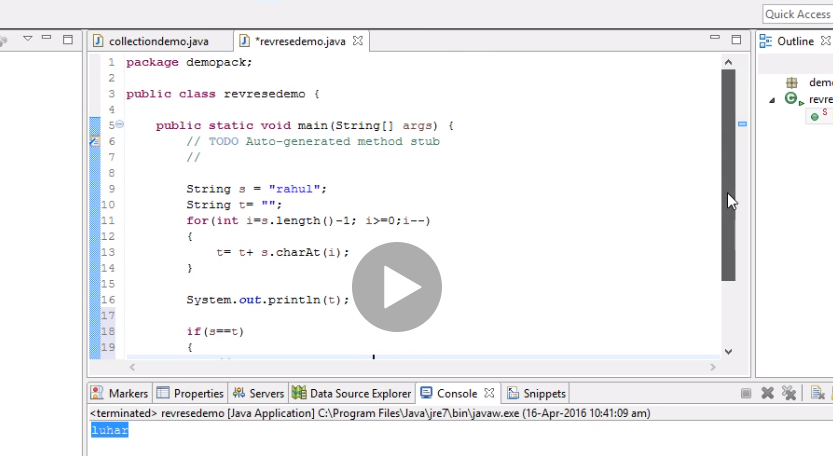 Quick Access
collectiondemo.java
*revresedemo.java
Outline
1 package demopack;
2
3 public class revresedemo {
4
5 public static void main(String[] args) {
6 // TODO Auto-generated method stub
7 //
8
9 String s = "rahul";
10 String t= "";
11 for(int i=s.length()-1; i>=0;i--)
12 {
13 t= t+ s.charAt(i);
14 }
15
16 System.out.println(t);
17
18 if(s==t)
19 {
demo
revre
S
Markers Properties Servers Data Source Explorer Console Snippets
<terminated> revresedemo [Java Application] C:\Program Files\Java\jre7\bin\javaw.exe (16-Apr-2016 10:41:09 am)
luhar